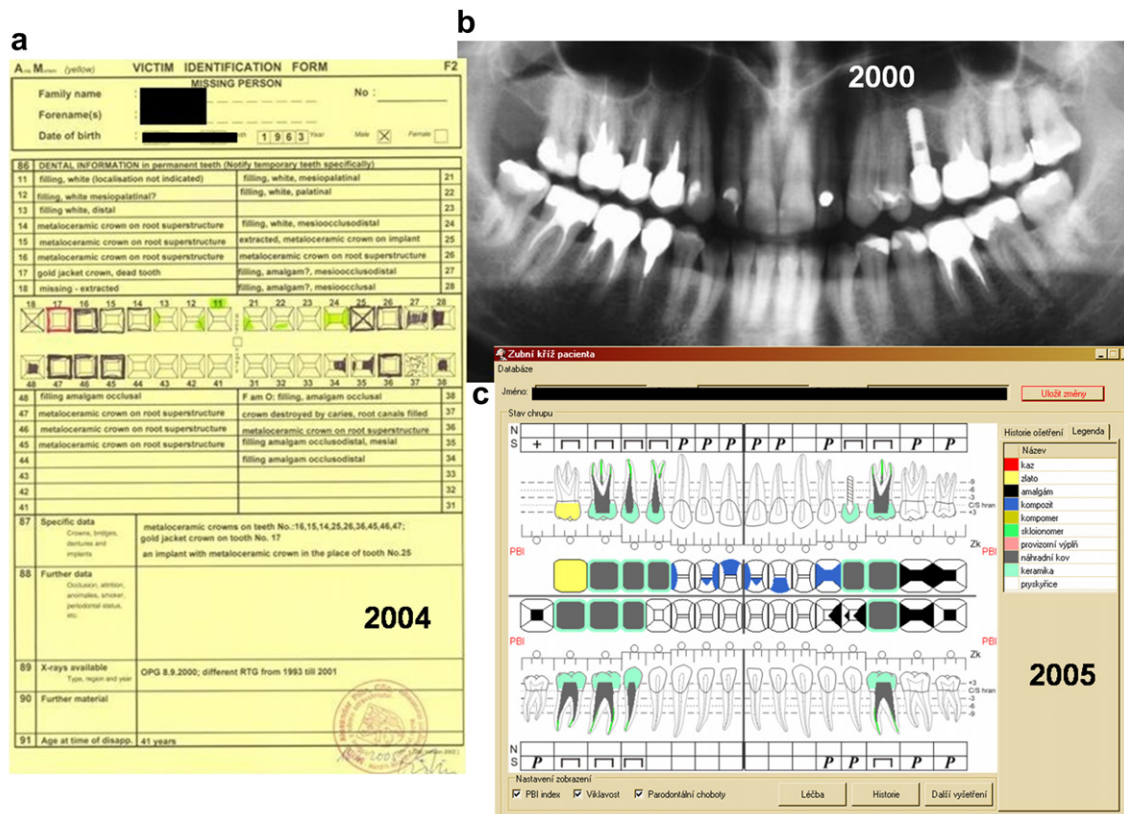 a
Ante Mortem (yellow) VICTIM IDENTIFICATION FORM F2
MISSING PERSON
Family name :
No :
Forename(s) :
Date of birth : 1963 Year Male Female
86 DENTAL INFORMATION in permanent teeth (Notify temporary teeth specifically)
11 filling, white (localisation not indicated) filling, white, mesiopalatinal 21
12 filling, white mesiopalatinal? filling, white, palatinal 22
13 filling white, distal 23
14 metaloceramic crown on root superstructure filling, white, mesiooclusodistal 24
15 metaloceramic crown on root superstructure extracted, metaloceramic crown on implant 25
16 metaloceramic crown on root superstructure metaloceramic crown on root superstructure 26
17 gold jacket crown, dead tooth filling, amalgam?, mesioocclusodistal 27
18 missing - extracted filling, amalgam?, mesioocclusal 28
18 17 16 15 14 13 12 11 21 22 23 24 25 26 27 28
48 47 46 45 44 43 42 41 31 32 33 34 35 36 37 38
48 filling amalgam occlusal F am O: filling, amalgam occlusal 38
47 metaloceramic crown on root superstructure crown destroyed by caries, root canals filled 37
46 metaloceramic crown on root superstructure metaloceramic crown on root superstructure 36
45 metaloceramic crown on root superstructure filling amalgam occlusodistal, mesial 35
44 filling amalgam occlusodistal 34
43 33
42 32
41 31
87 Specific data
Crowns, bridges, dentures and implants
metaloceramic crowns on teeth No.:16,15,14,25,26,36,45,46,47;
gold jacket crown on tooth No. 17
an implant with metaloceramic crown in the place of tooth No.25
88 Further data
Occlusion, attrition, anomalies, smoker, periodontal status, etc.
2004
89 X-rays available
Type, region and year
OPG 8.9.2000; different RTG from 1993 till 2001
90 Further material
91 Age at time of disapp. 41 years
b
2000
c
Zubní kříž pacienta
Databáze
Jméno:
Uložit změny
Stav chrupu
N
S + P P P P P P P P
Historie ošetření Legenda
Název
kaz
zlato
amalgám
kompozit
kompomer
skloionomer
provizorní výplň
náhradní kov
keramika
pryskyřice
-9
-6
-3
C/S hran
+3
Zk
PBI PBI
PBI PBI
Zk
+3
C/S hran
-3
-6
-9
2005
N
S P P P P P
Nastavení zobrazení
PBI index Viklavost Parodontální choboty Léčba Historie Další vyšetření